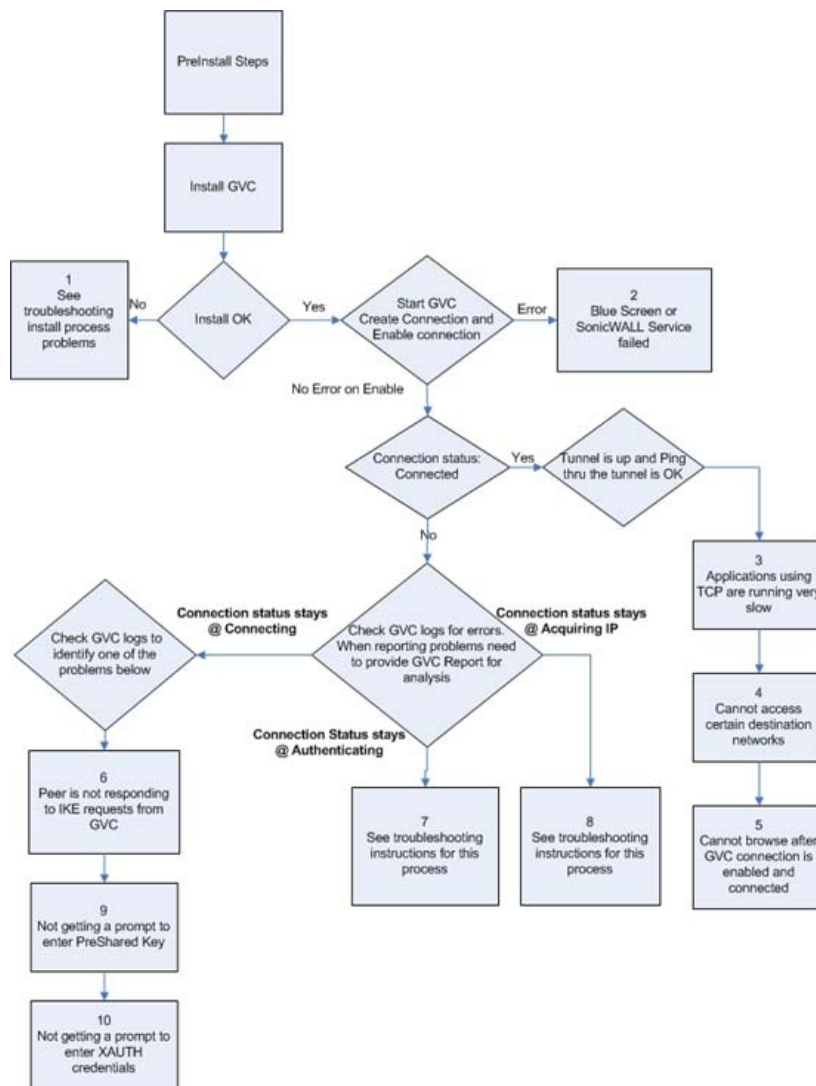 PreInstall Steps
Install GVC
1
See
troubleshooting
install process
problems
No
Install OK
Yes
Start GVC
Create Connection and
Enable connection
Error
2
Blue Screen or
SonicWALL Service
failed
No Error on Enable
Connection status:
Connected
Yes
Tunnel is up and Ping
thru the tunnel is OK
No
3
Applications using
TCP are running very
slow
Check GVC logs to
identify one of the
problems below
Connection status stays
@ Connecting
Check GVC logs for errors.
When reporting problems need
to provide GVC Report for
analysis
Connection status stays
@ Acquiring IP
4
Cannot access
certain destination
networks
Connection Status stays
@ Authenticating
6
Peer is not responding
to IKE requests from
GVC
7
See troubleshooting
instructions for this
process
8
See troubleshooting
instructions for this
process
5
Cannot browse after
GVC connection is
enabled and
connected
9
Not getting a prompt to
enter PreShared Key
10
Not getting a prompt to
enter XAUTH
credentials